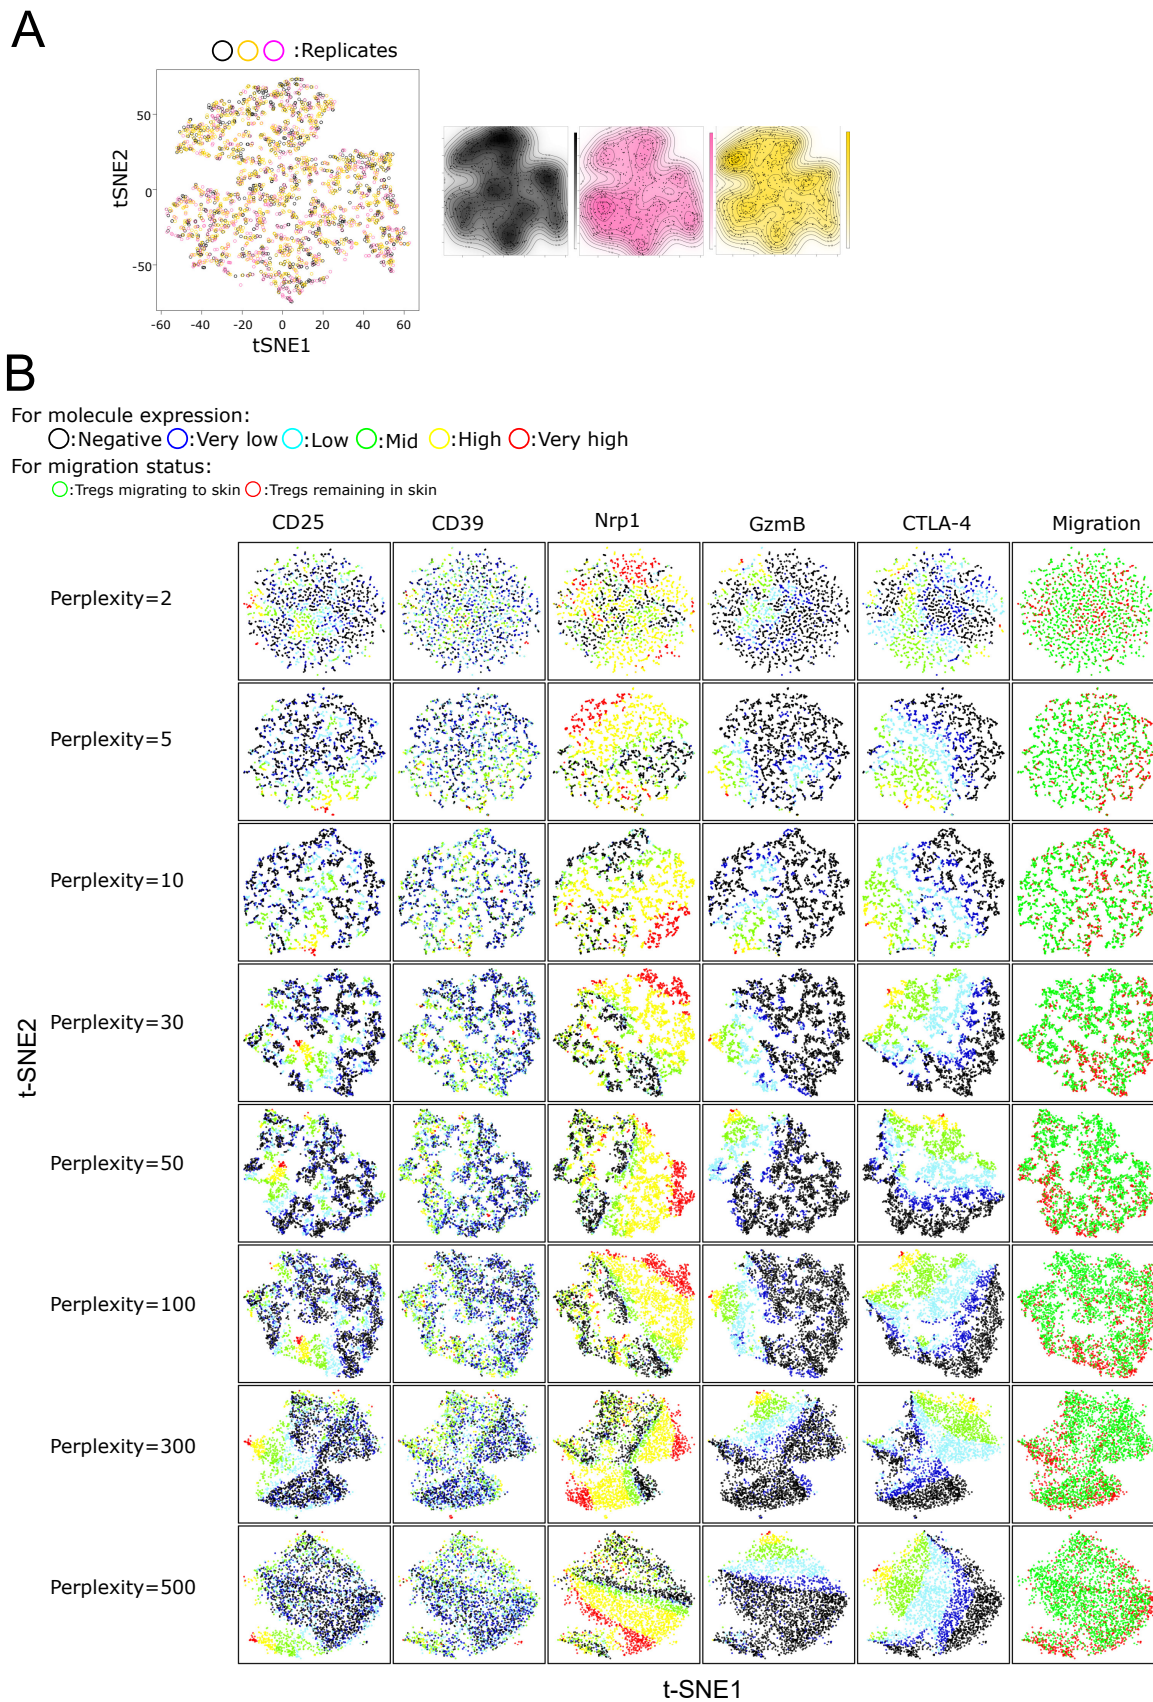 A
:Replicates
tSNE2
50
0
-50
-60 -40 -20 0 20 40 60
tSNE1
B
For molecule expression:
:Negative :Very low :Low :Mid :High :Very high
For migration status:
:Tregs migrating to skin :Tregs remaining in skin
CD25 CD39 Nrp1 GzmB CTLA-4 Migration
Perplexity=2
Perplexity=5
Perplexity=10
Perplexity=30
Perplexity=50
Perplexity=100
Perplexity=300
Perplexity=500
t-SNE2
t-SNE1